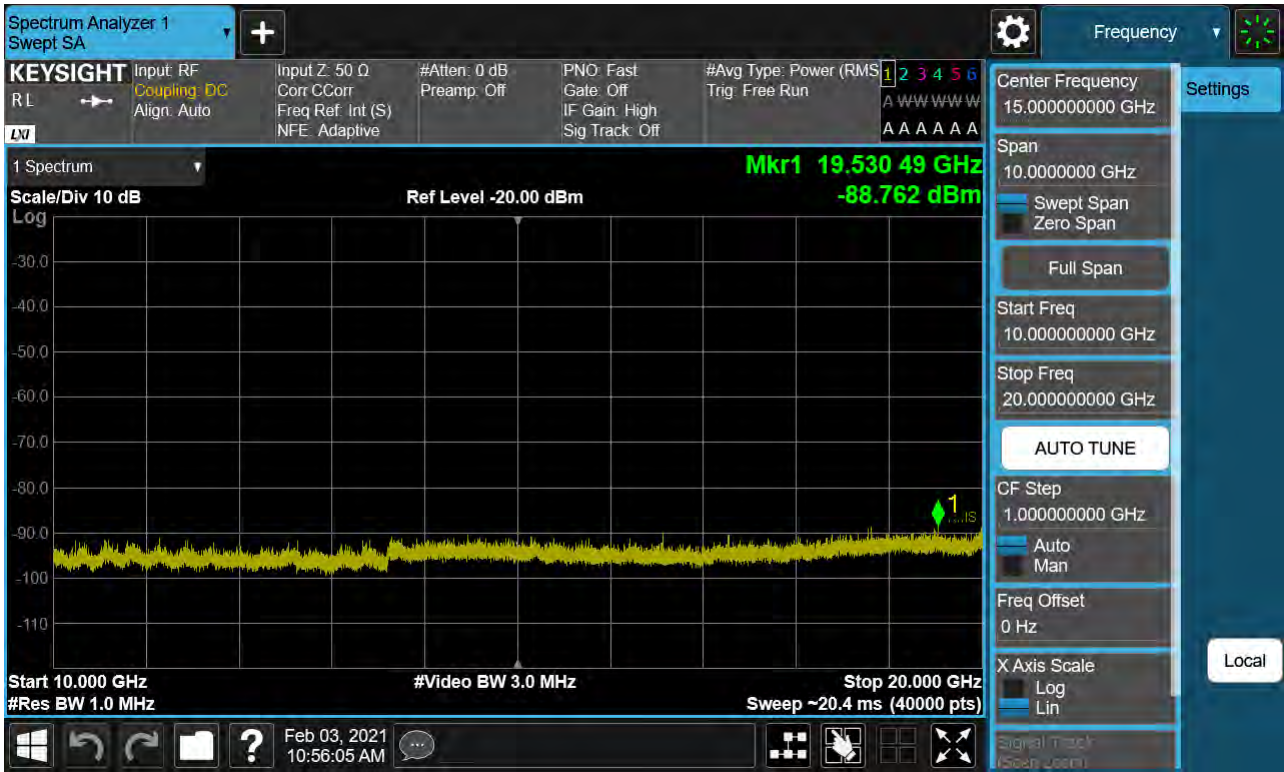 Spectrum Analyzer 1
Swept SA
Frequency
KEYSIGHT
RL
LXI
Input: RF
Coupling: DC
Align: Auto
Input Z: 50 Ω
Corr CCorr
Freq Ref: Int (S)
NFE: Adaptive
#Atten: 0 dB
Preamp: Off
PNO: Fast
Gate: Off
IF Gain: High
Sig Track: Off
#Avg Type: Power (RMS
Trig: Free Run
1 2 3 4 5 6
A W W W W W
A A A A A A
1 Spectrum
Scale/Div 10 dB
Log
Ref Level -20.00 dBm
Mkr1 19.530 49 GHz
-88.762 dBm
-30.0
-40.0
-50.0
-60.0
-70.0
-80.0
-90.0
-100
-110
1
Start 10.000 GHz
#Res BW 1.0 MHz
#Video BW 3.0 MHz
Stop 20.000 GHz
Sweep ~20.4 ms (40000 pts)
Feb 03, 2021
10:56:05 AM
Center Frequency
15.000000000 GHz
Span
10.0000000 GHz
Swept Span
Zero Span
Full Span
Start Freq
10.000000000 GHz
Stop Freq
20.000000000 GHz
AUTO TUNE
CF Step
1.000000000 GHz
Auto
Man
Freq Offset
0 Hz
X Axis Scale
Log
Lin
Signal Track
(Span Zoom)
Settings
Local